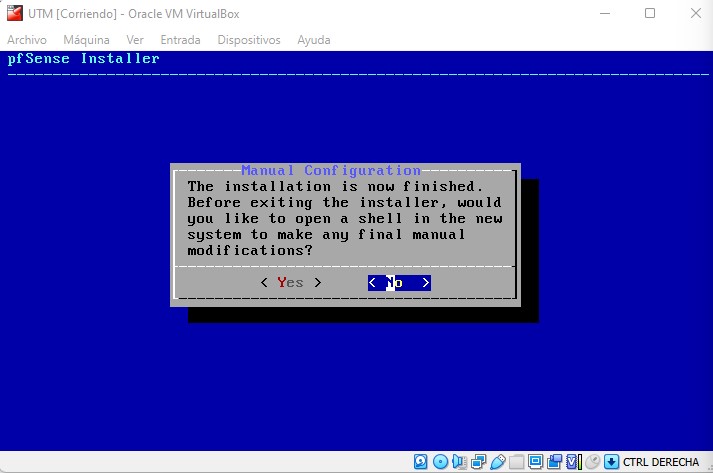 UTM [Corriendo] - Oracle VM VirtualBox
Archivo Máquina Ver Entrada Dispositivos Ayuda
pfSense Installer
Manual Configuration
The installation is now finished.
Before exiting the installer, would
you like to open a shell in the new
system to make any final manual
modifications?
< Yes > < No >
CTRL DERECHA